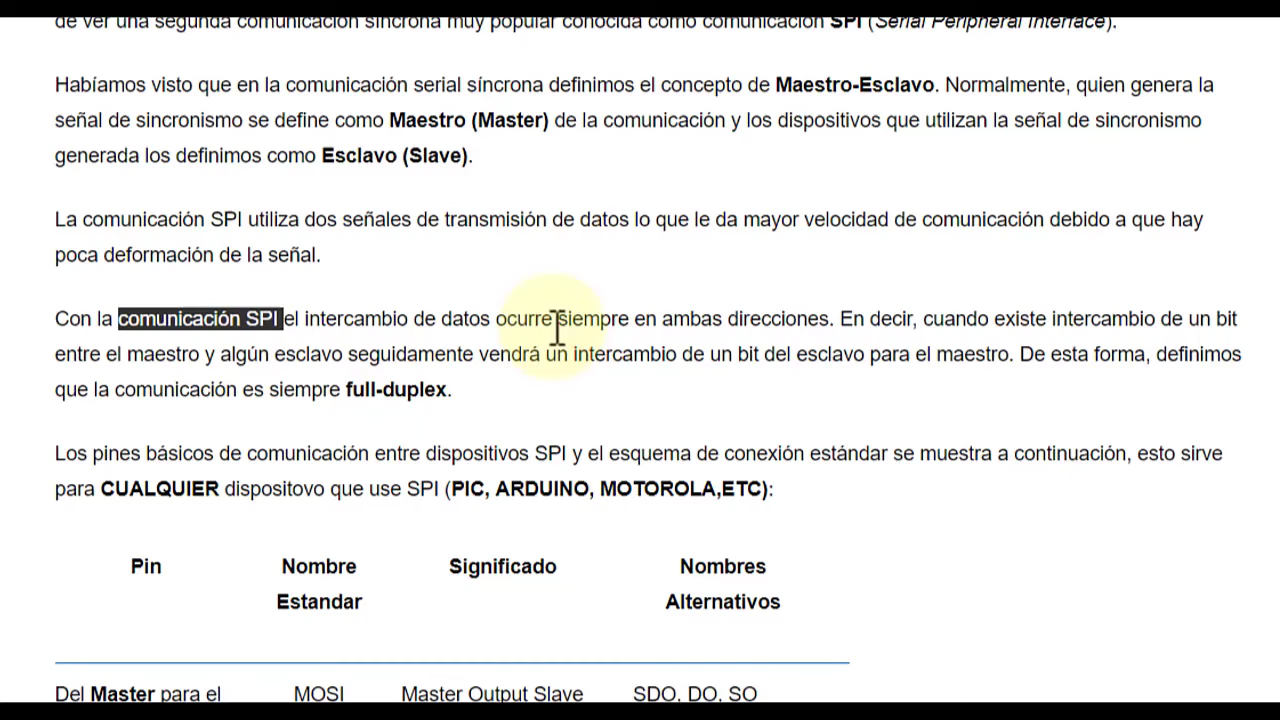 de ver una segunda comunicación síncrona muy popular conocida como comunicación SPI (Serial Peripheral Interface).
Habíamos visto que en la comunicación serial síncrona definimos el concepto de Maestro-Esclavo. Normalmente, quien genera la
señal de sincronismo se define como Maestro (Master) de la comunicación y los dispositivos que utilizan la señal de sincronismo
generada los definimos como Esclavo (Slave).
La comunicación SPI utiliza dos señales de transmisión de datos lo que le da mayor velocidad de comunicación debido a que hay
poca deformación de la señal.
Con la comunicación SPI el intercambio de datos ocurre siempre en ambas direcciones. En decir, cuando existe intercambio de un bit
entre el maestro y algún esclavo seguidamente vendrá un intercambio de un bit del esclavo para el maestro. De esta forma, definimos
que la comunicación es siempre full-duplex.
Los pines básicos de comunicación entre dispositivos SPI y el esquema de conexión estándar se muestra a continuación, esto sirve
para CUALQUIER dispositovo que use SPI (PIC, ARDUINO, MOTOROLA,ETC):
Pin Nombre Significado Nombres
Estandar Alternativos
Del Master para el MOSI Master Output Slave SDO, DO, SO